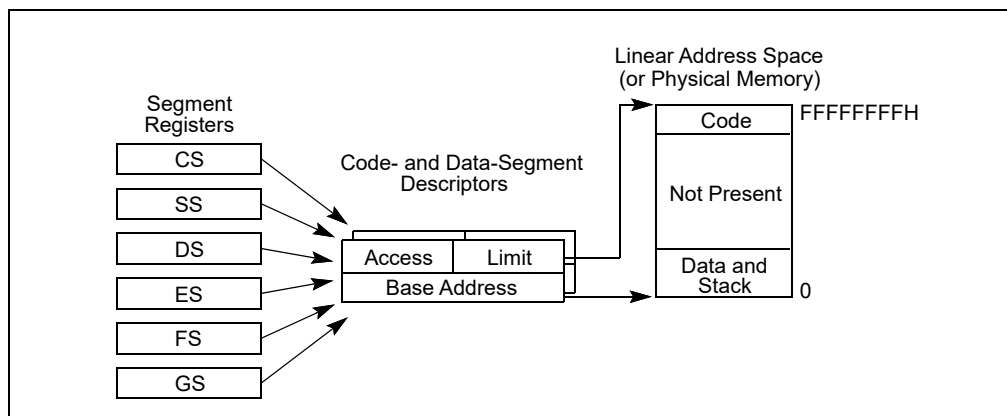 Linear Address Space
(or Physical Memory)
Segment
Registers
Code
FFFFFFFFH
CS
Code- and Data-Segment
Descriptors
SS
Not Present
DS
Access
Limit
Data and
Stack
ES
Base Address
0
FS
GS